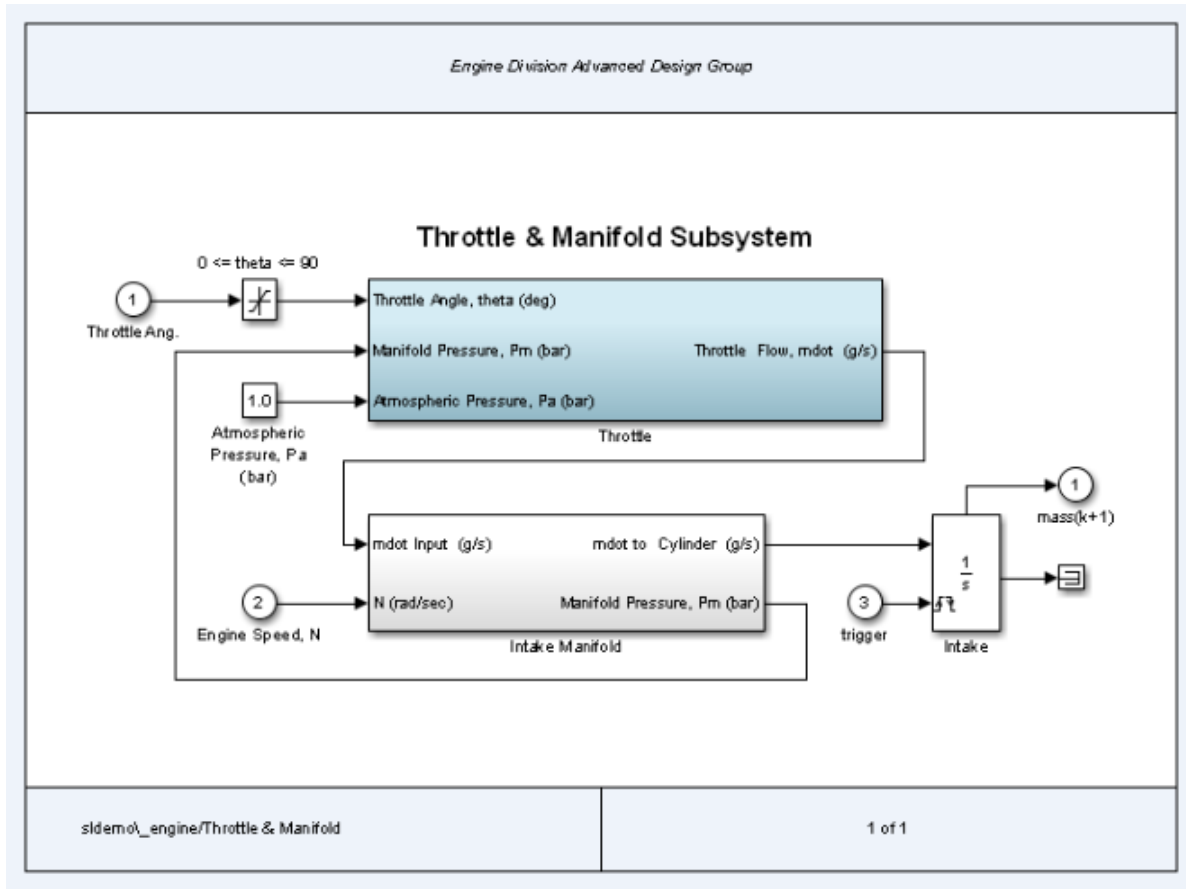 Engine Division Advanced Design Group
Throttle & Manifold Subsystem
0 <= theta <= 90
1
Throttle Ang.
Throttle Angle, theta (deg)
Manifold Pressure, Pm (bar)
Throttle Flow, mdot (g/s)
1.0
Atmospheric Pressure, Pa (bar)
Atmospheric
Pressure, Pa
(bar)
Throttle
1
mass(k+1)
mdot Input (g/s)
mdot to Cylinder (g/s)
1
s
2
N (rad/sec)
Manifold Pressure, Pm (bar)
3
Engine Speed, N
Intake Manifold
trigger
Intake
sldemo\_engine/Throttle & Manifold
1 of 1